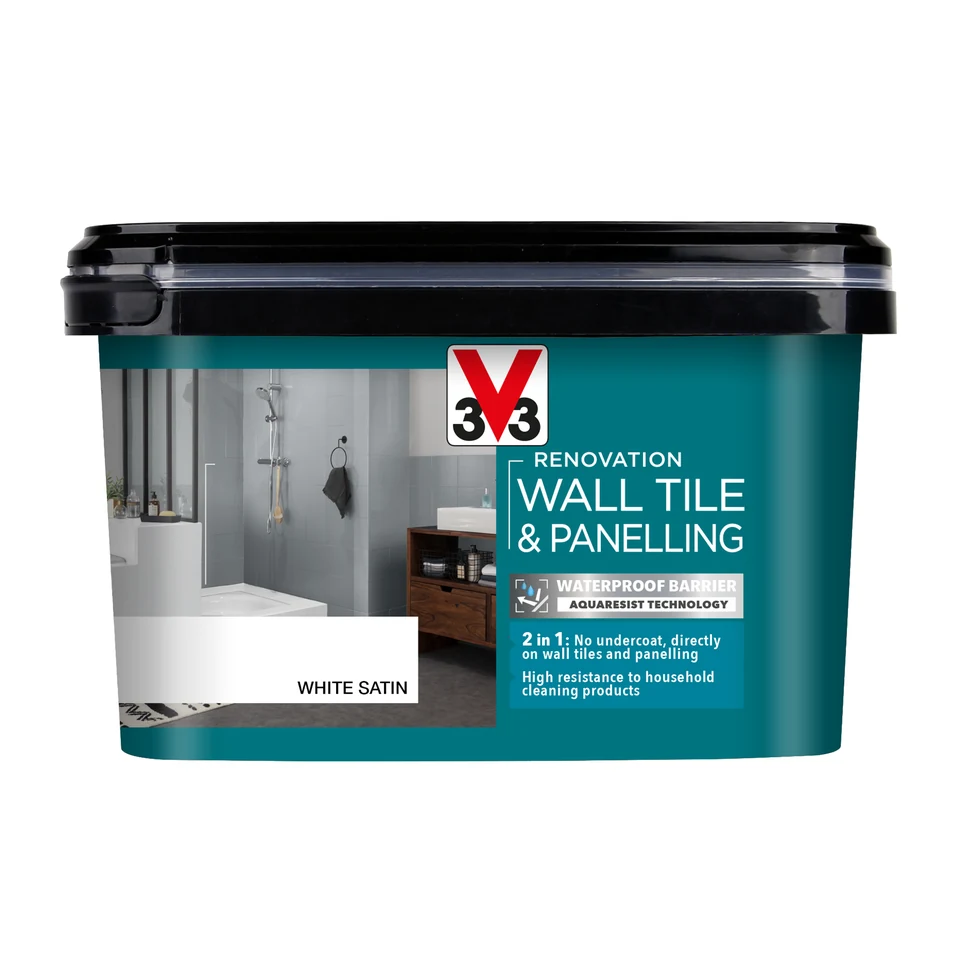 3V3
RENOVATION
WALL TILE
& PANELLING
WATERPROOF BARRIER
AQUARESIST TECHNOLOGY
2 in 1: No undercoat, directly
on wall tiles and panelling
High resistance to household
cleaning products
WHITE SATIN